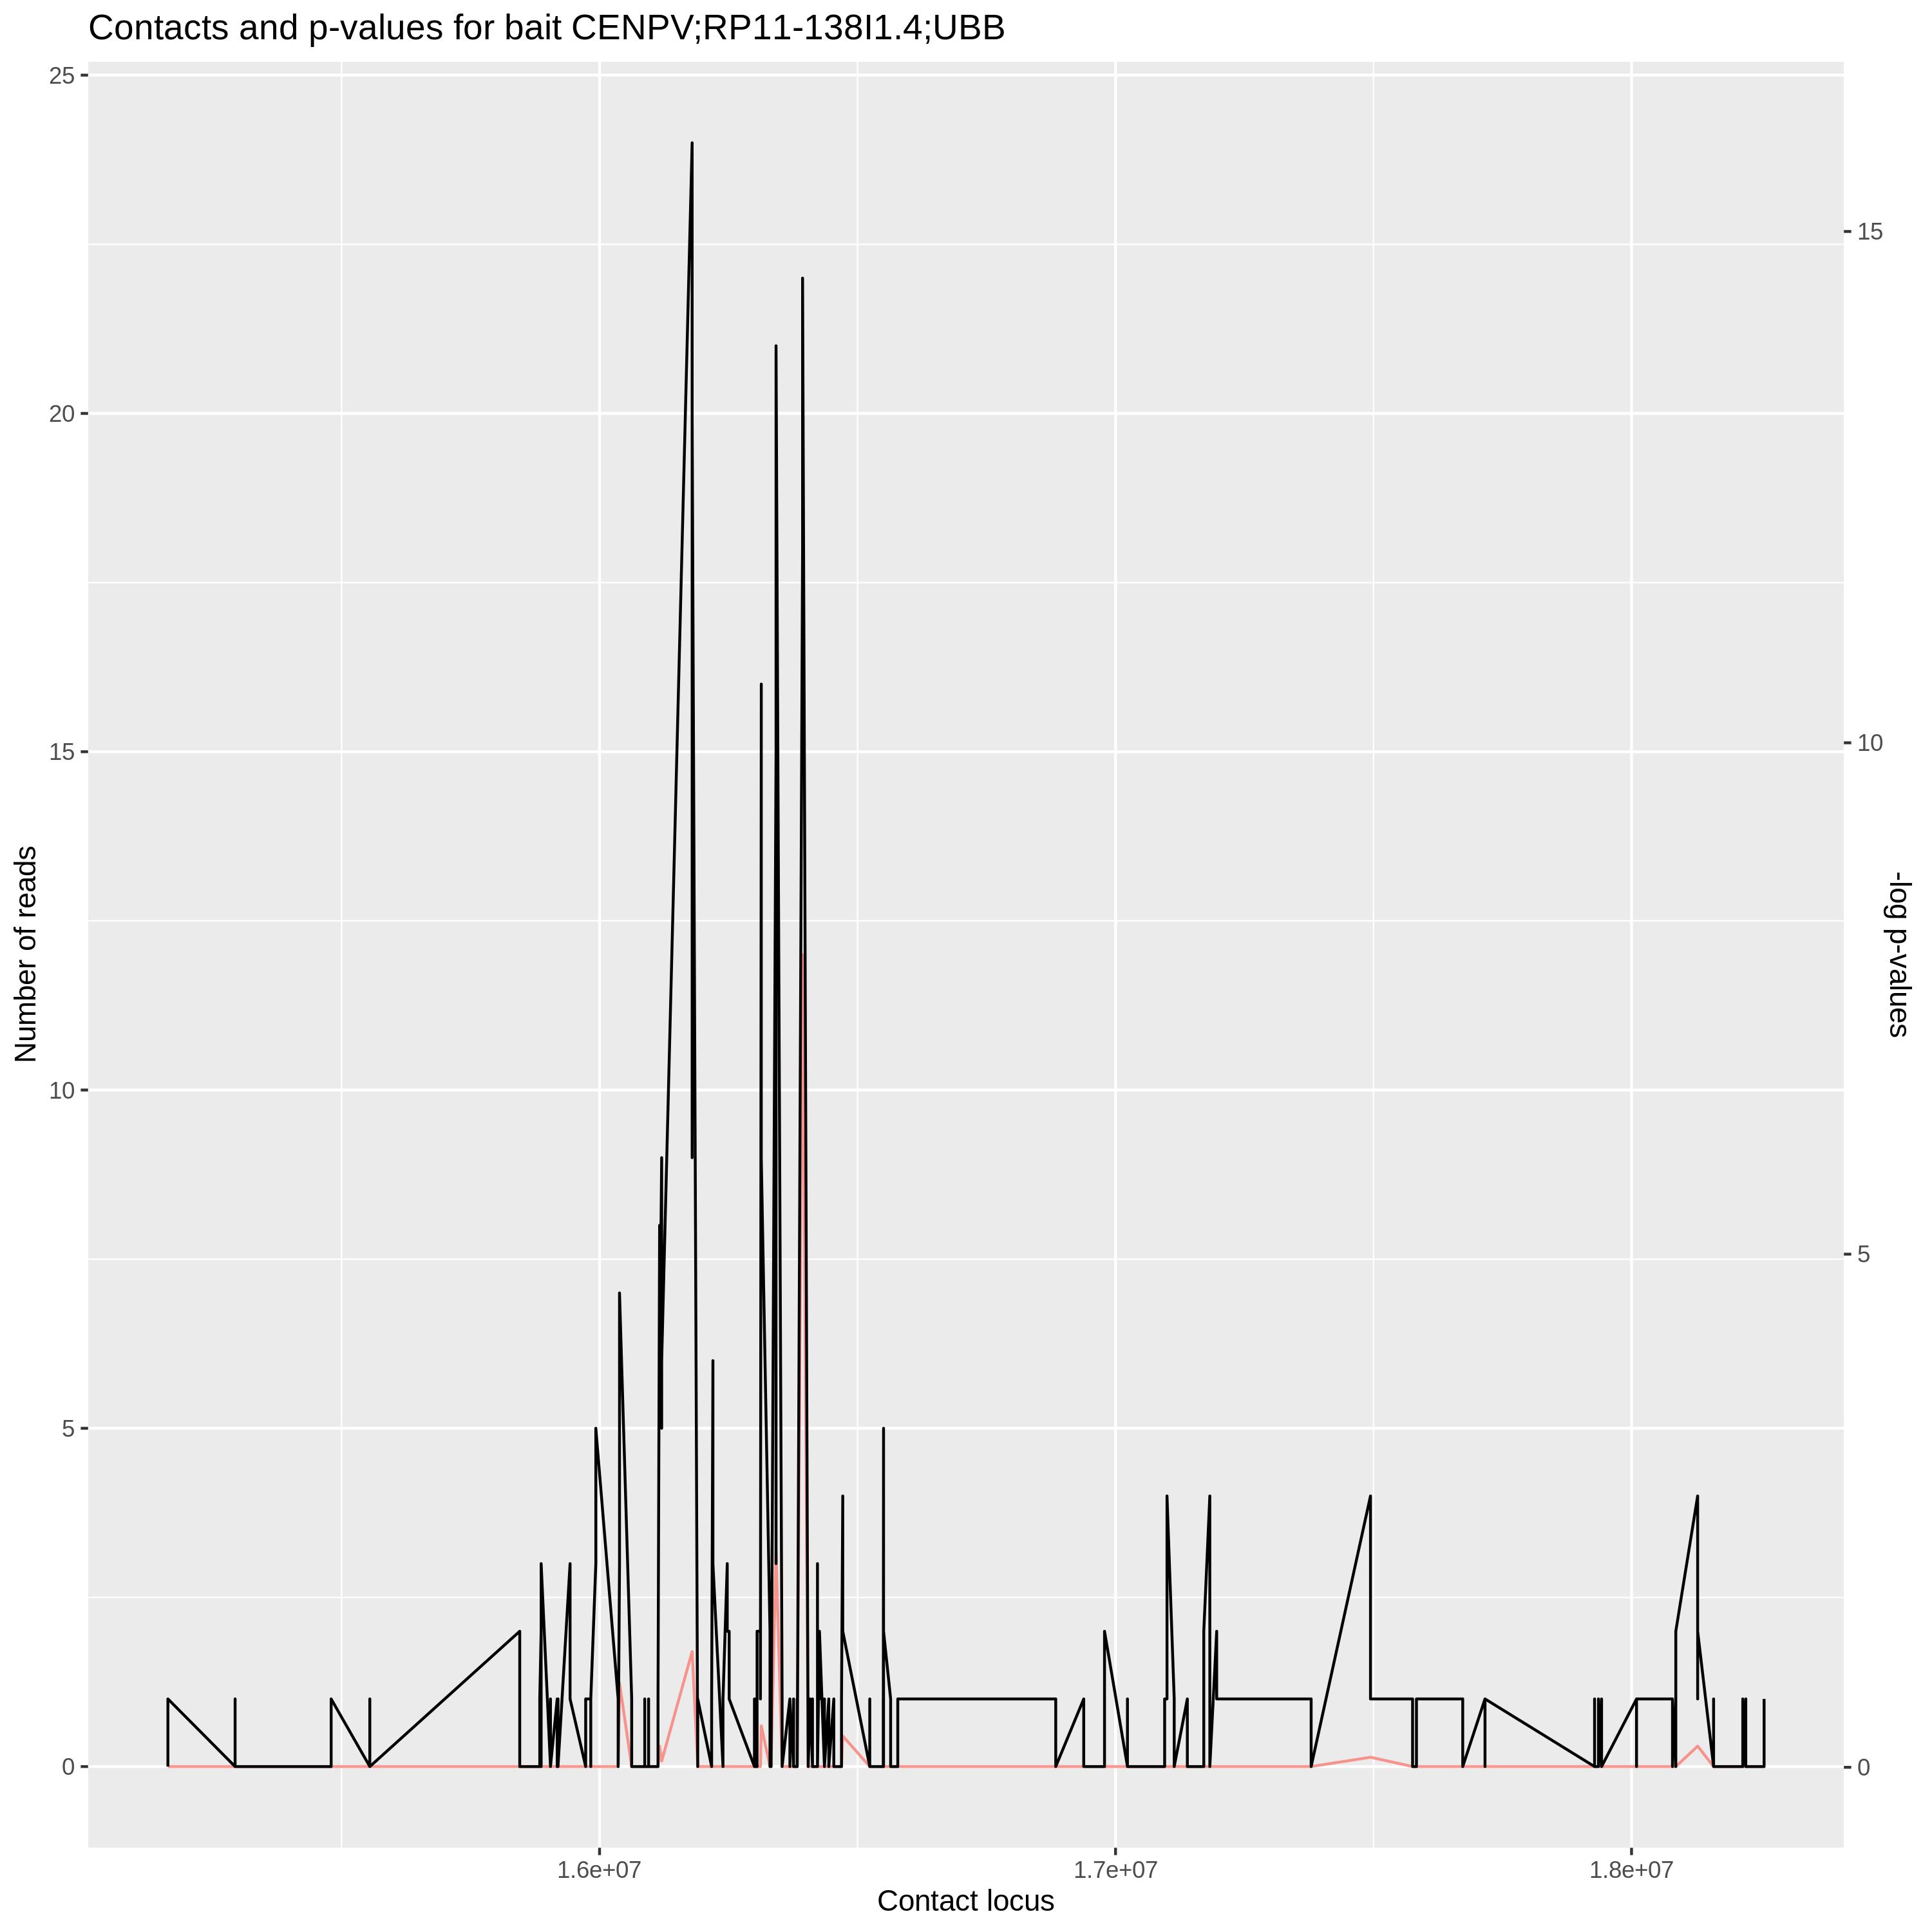 Contacts and p-values for bait CENPV;RP11-138I1.4;UBB
25
20
15
10
5
0
Number of reads
15
10
5
0
-log p-values
1.6e+07
1.7e+07
1.8e+07
Contact locus